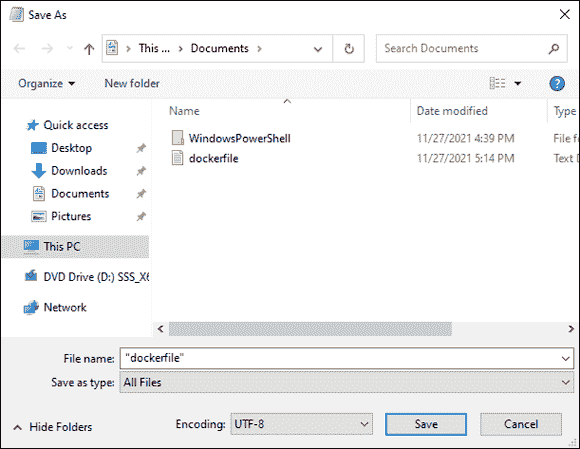 Save As
This ... Documents
Search Documents
Organize New folder
Name Date modified Type
Quick access
Desktop
Downloads
Documents
Pictures
This PC
DVD Drive (D:) SSS_X6
Network
WindowsPowerShell 11/27/2021 4:39 PM File fo
dockerfile 11/27/2021 5:14 PM Text D
File name: "dockerfile"
Save as type: All Files
Hide Folders Encoding: UTF-8 Save Cancel